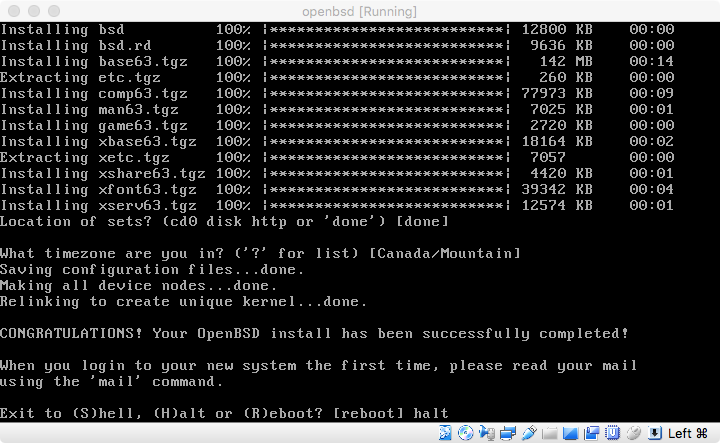 openbsd [Running]
Installing bsd          100% |**************************| 12800 KB    00:00
Installing bsd.rd       100% |**************************|  9636 KB    00:00
Installing base63.tgz   100% |**************************|   142 MB    00:14
Extracting etc.tgz      100% |**************************|   260 KB    00:00
Installing comp63.tgz   100% |**************************| 77973 KB    00:09
Installing man63.tgz    100% |**************************|  7025 KB    00:01
Installing game63.tgz   100% |**************************|  2720 KB    00:00
Installing xbase63.tgz  100% |**************************| 18164 KB    00:02
Extracting xetc.tgz     100% |**************************|  7057       00:00
Installing xshare63.tgz 100% |**************************|  4420 KB    00:01
Installing xfont63.tgz  100% |**************************| 39342 KB    00:04
Installing xserv63.tgz  100% |**************************| 12574 KB    00:01
Location of sets? (cd0 disk http or 'done') [done]
What timezone are you in? ('?' for list) [Canada/Mountain]
Saving configuration files...done.
Making all device nodes...done.
Relinking to create unique kernel...done.
CONGRATULATIONS! Your OpenBSD install has been successfully completed!
When you login to your new system the first time, please read your mail
using the 'mail' command.
Exit to (S)hell, (H)alt or (R)eboot? [reboot] halt
Left ⌘